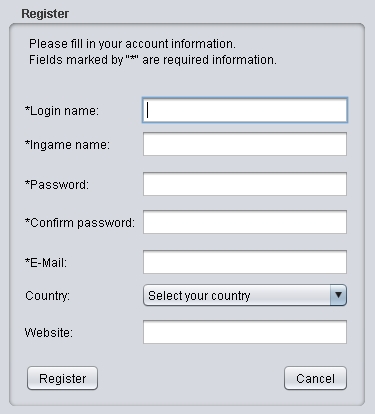 Register
Please fill in your account information.
Fields marked by "*" are required information.
*Login name:
*Ingame name:
*Password:
*Confirm password:
*E-Mail:
Country: Select your country
Website:
Register Cancel